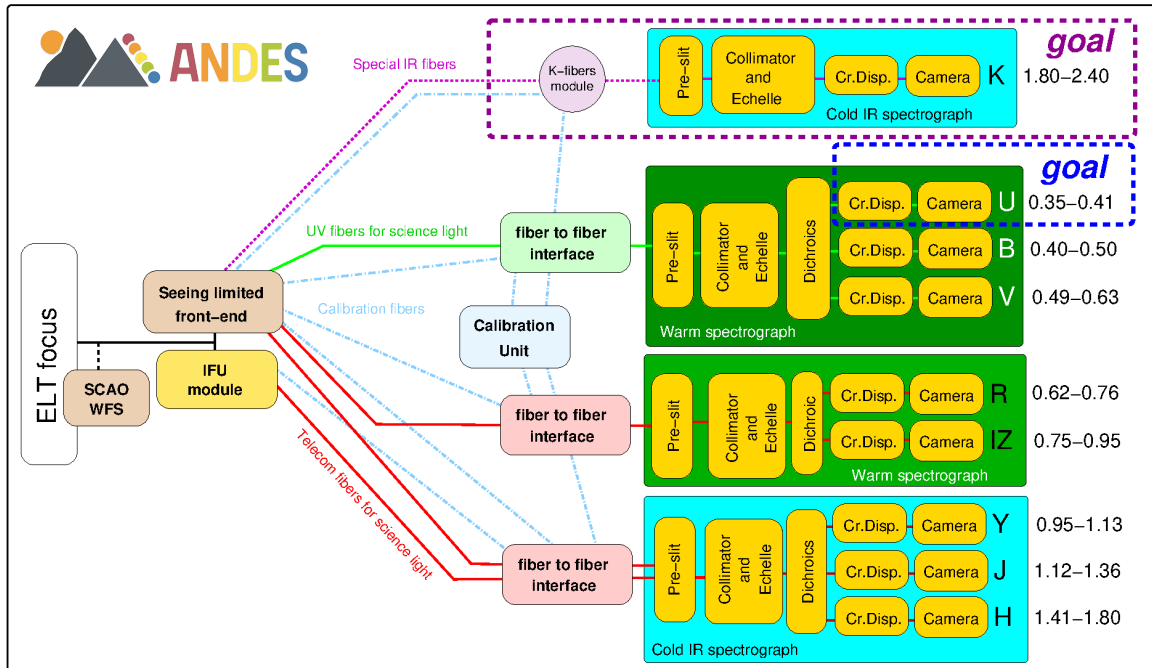 ANDES
Special IR fibers
K-fibers
module
Pre-slit
Collimator
and
Echelle
Cr.Disp.
Camera
K
Cold IR spectrograph
goal
1.80-2.40
goal
UV fibers for science light
fiber to fiber
interface
Pre-slit
Collimator
and
Echelle
Dichroics
Cr.Disp.
Camera
U
0.35-0.41
Cr.Disp.
Camera
B
0.40-0.50
Cr.Disp.
Camera
V
0.49-0.63
Warm spectrograph
ELT focus
Seeing limited
front-end
Calibration fibers
Calibration
Unit
SCAO
WFS
IFU
module
fiber to fiber
interface
Pre-slit
Collimator
and
Echelle
Dichroic
Cr.Disp.
Camera
R
0.62-0.76
Cr.Disp.
Camera
IZ
0.75-0.95
Warm spectrograph
Telecom fibers for science light
fiber to fiber
interface
Pre-slit
Collimator
and
Echelle
Dichroics
Cr.Disp.
Camera
Y
0.95-1.13
Cr.Disp.
Camera
J
1.12-1.36
Cr.Disp.
Camera
H
1.41-1.80
Cold IR spectrograph